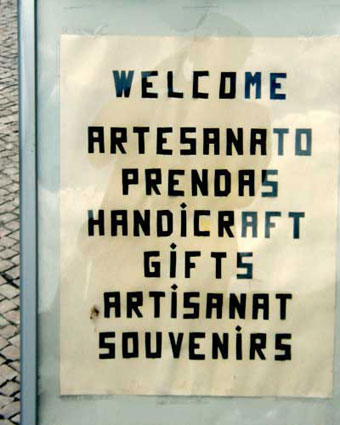 WELCOME
ARTESANATO
PRENDAS
HANDiCRAFT
GiFTS
ARTiSANAT
SOUVENiRS